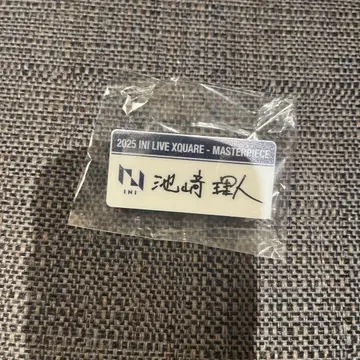 2025 INI LIVE XQUARE - MASTERPIECE
INI
池﨑 理人